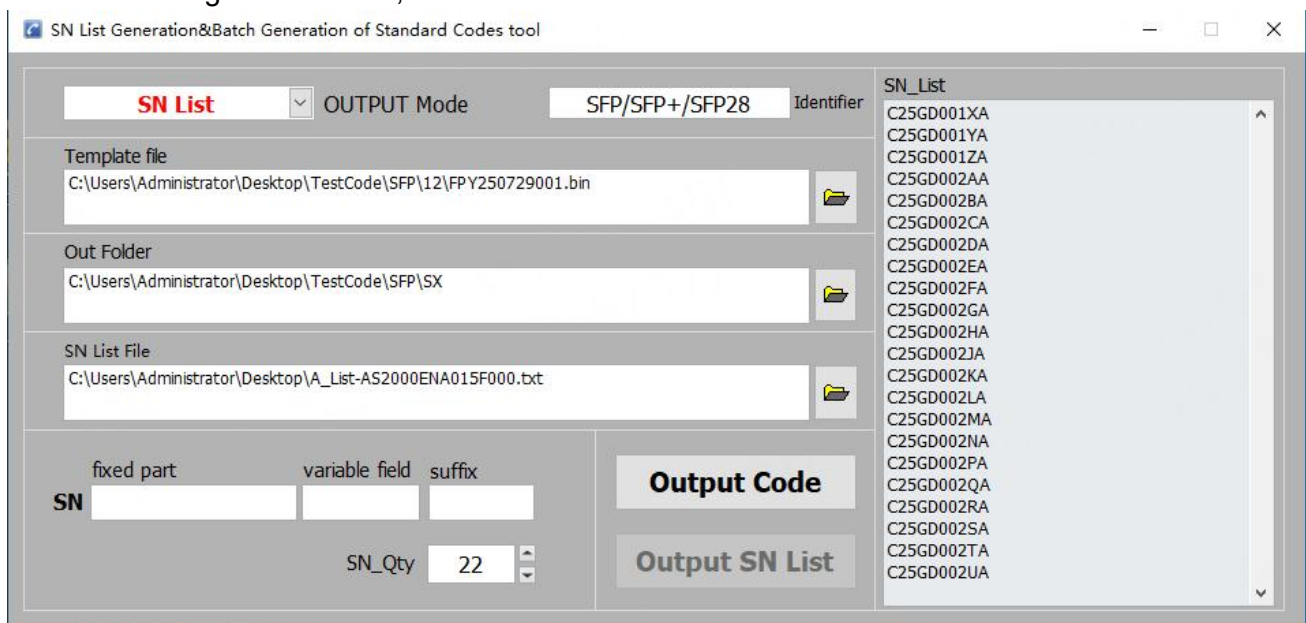 SN List Generation&Batch Generation of Standard Codes tool
SN List OUTPUT Mode SFP/SFP+/SFP28 Identifier
Template file
C:\Users\Administrator\Desktop\TestCode\SFP\12\FPY250729001.bin
Out Folder
C:\Users\Administrator\Desktop\TestCode\SFP\SX
SN List File
C:\Users\Administrator\Desktop\A_List-AS2000ENA015F000.txt
fixed part variable field suffix
SN
SN_Qty 22
Output Code
Output SN List
SN_List
C25GD001XA
C25GD001YA
C25GD001ZA
C25GD002AA
C25GD002BA
C25GD002CA
C25GD002DA
C25GD002EA
C25GD002FA
C25GD002GA
C25GD002HA
C25GD002JA
C25GD002KA
C25GD002LA
C25GD002MA
C25GD002NA
C25GD002PA
C25GD002QA
C25GD002RA
C25GD002SA
C25GD002TA
C25GD002UA